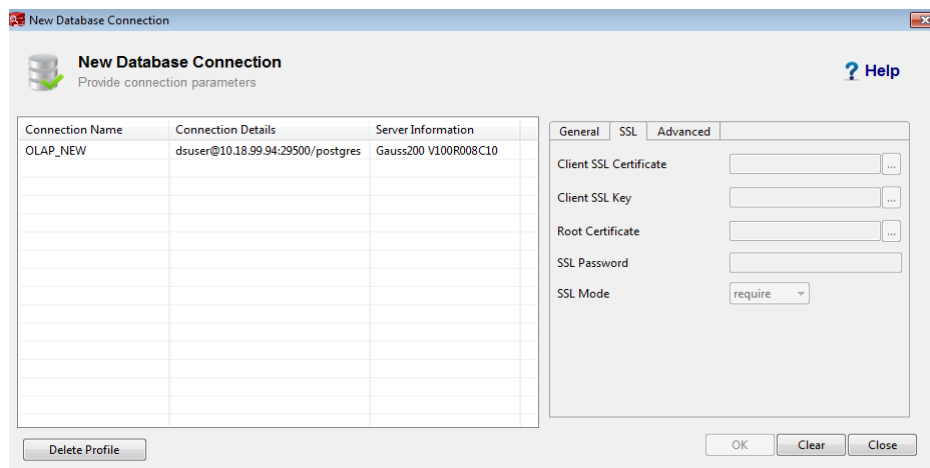 New Database Connection
New Database Connection
Provide connection parameters
? Help
Connection Name Connection Details Server Information
OLAP_NEW dsuser@10.18.99.94:29500/postgres Gauss200 V100R008C10
General SSL Advanced
Client SSL Certificate ...
Client SSL Key ...
Root Certificate ...
SSL Password
SSL Mode require
Delete Profile
OK Clear Close